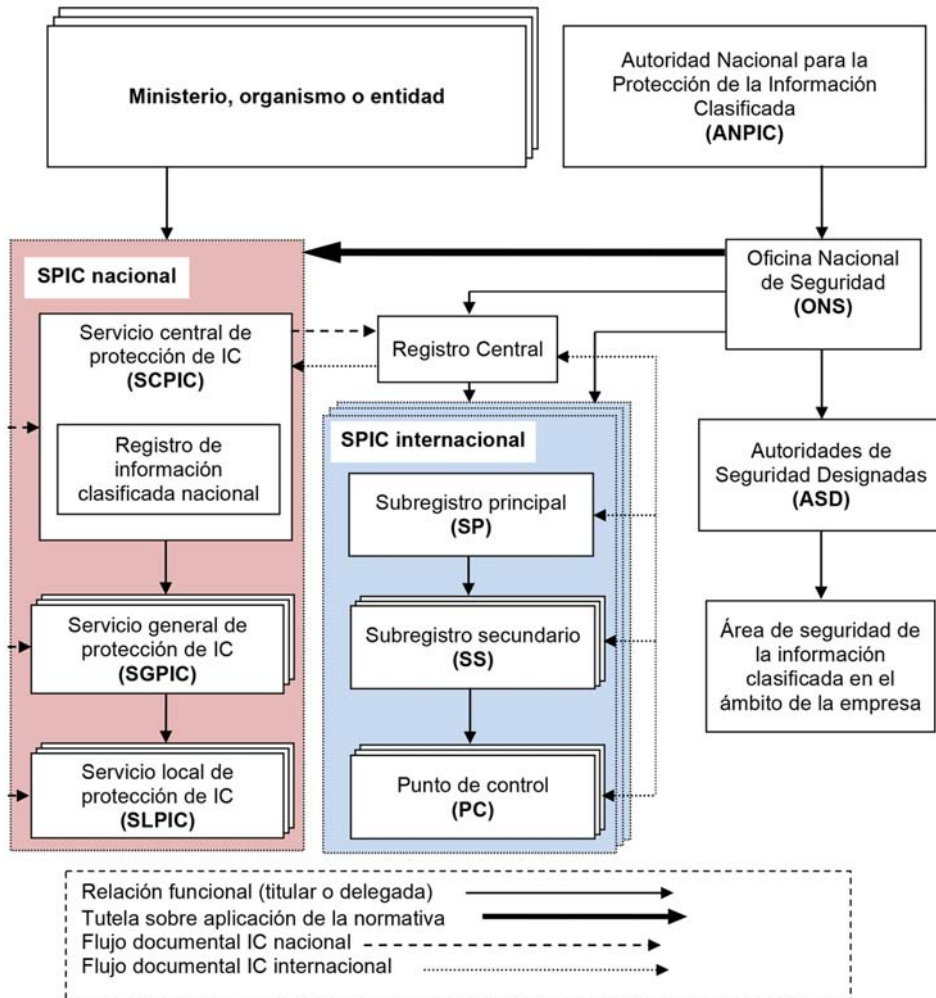 Ministerio, organismo o entidad
Autoridad Nacional para la
Protección de la Información
Clasificada
(ANPIC)
SPIC nacional
Oficina Nacional
de Seguridad
(ONS)
Servicio central de
protección de IC
(SCPIC)
Registro Central
Registro de
información
clasificada nacional
SPIC internacional
Autoridades de
Seguridad Designadas
(ASD)
Subregistro principal
(SP)
Servicio general de
protección de IC
(SGPIC)
Subregistro secundario
(SS)
Área de seguridad de
la información
clasificada en el
ámbito de la empresa
Servicio local de
protección de IC
(SLPIC)
Punto de control
(PC)
Relación funcional (titular o delegada)
Tutela sobre aplicación de la normativa
Flujo documental IC nacional
Flujo documental IC internacional